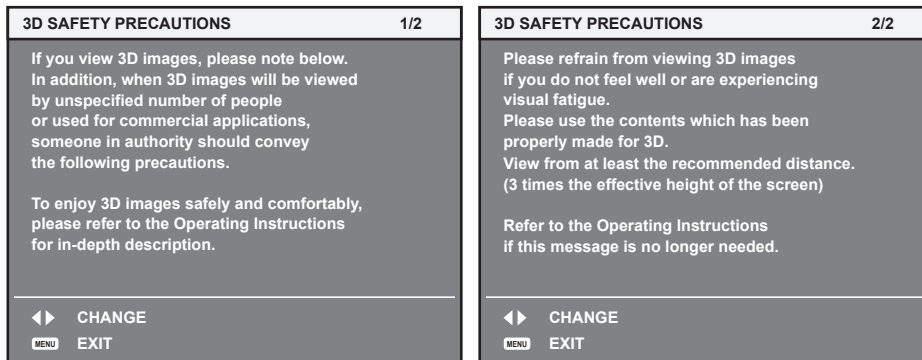 3D SAFETY PRECAUTIONS 1/2
If you view 3D images, please note below.
In addition, when 3D images will be viewed
by unspecified number of people
or used for commercial applications,
someone in authority should convey
the following precautions.
To enjoy 3D images safely and comfortably,
please refer to the Operating Instructions
for in-depth description.
CHANGE
MENU EXIT
3D SAFETY PRECAUTIONS 2/2
Please refrain from viewing 3D images
if you do not feel well or are experiencing
visual fatigue.
Please use the contents which has been
properly made for 3D.
View from at least the recommended distance.
(3 times the effective height of the screen)
Refer to the Operating Instructions
if this message is no longer needed.
CHANGE
MENU EXIT